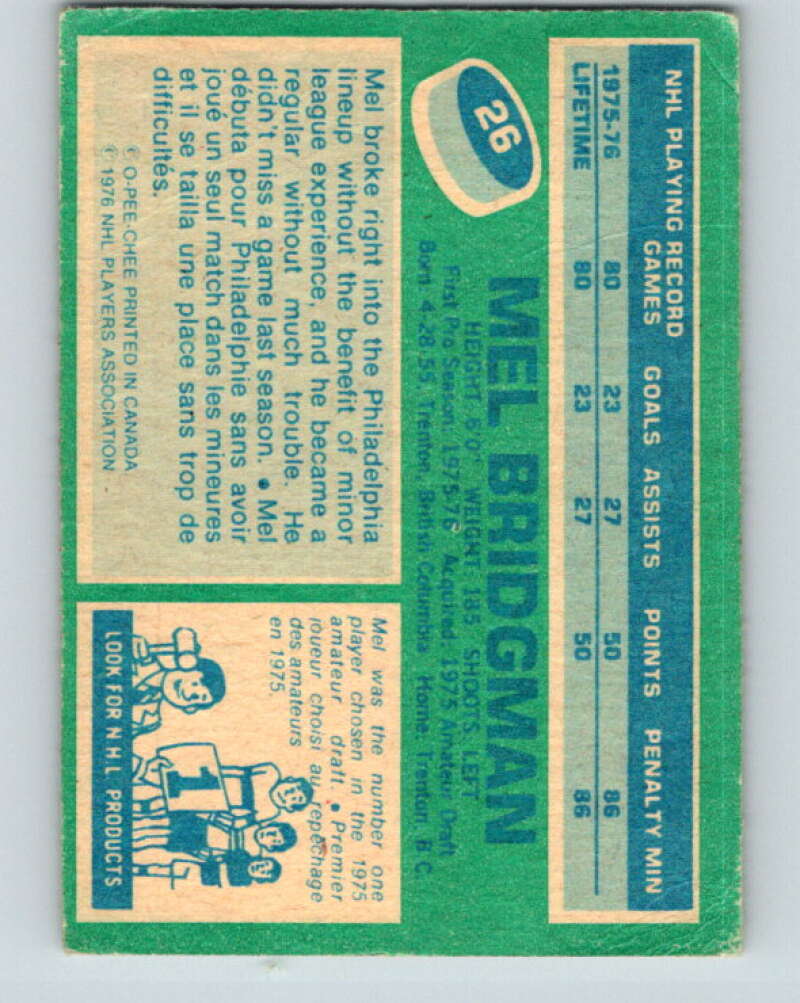 26
NHL PLAYING RECORD
GAMES GOALS ASSISTS POINTS PENALTY MIN
1975-76 80 23 27 50 86
LIFETIME 80 23 27 50 86
MEL BRIDGMAN
HEIGHT: 6'0" WEIGHT: 185 SHOOTS: LEFT
First Pro Season: 1975-76 Acquired: 1975 Amateur Draft
Born 4-28-55, Trenton, British Columbia Home: Trenton, B.C.
Mel broke right into the Philadelphia
lineup without the benefit of minor
league experience, and he became a
regular without much trouble. He
didn't miss a game last season. • Mel
débuta pour Philadelphie sans avoir
joué un seul match dans les mineures
et il se tailla une place sans trop de
difficultés.
© O-PEE-CHEE PRINTED IN CANADA
© 1976 NHL PLAYERS ASSOCIATION
Mel was the number one
player chosen in the 1975
amateur draft. • Premier
joueur choisi au repêchage
des amateurs
en 1975.
1
LOOK FOR N.H.L. PRODUCTS